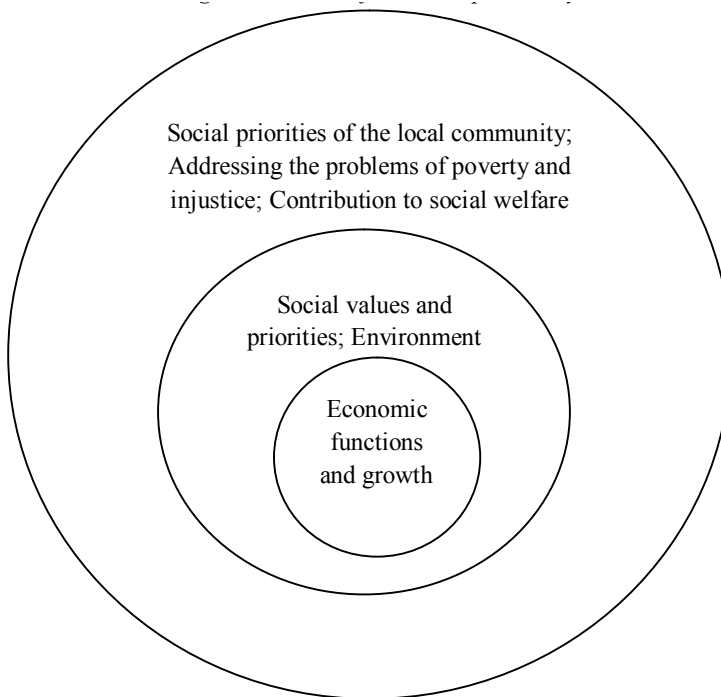 Social priorities of the local community;
Addressing the problems of poverty and
injustice; Contribution to social welfare
Social values and
priorities; Environment
Economic
functions
and growth